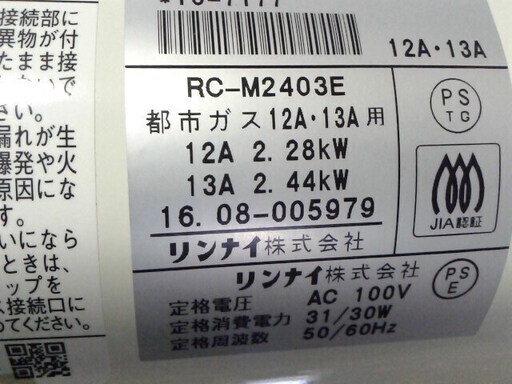 接続部に
異物が付
たまま接
漏れが生
爆発や火
原因にな
いになら
ときは、
ップを
ス接続口に
めてください。
12A・13A
RC-M2403E
都市ガス12A・13A用
12A 2.28kW
13A 2.44kW
16.08-005979
リンナイ株式会社
PS
TG
JIA認証
リンナイ株式会社
定格電圧 AC 100V
定格消費電力 31/30W
定格周波数 50/60Hz
PS
E